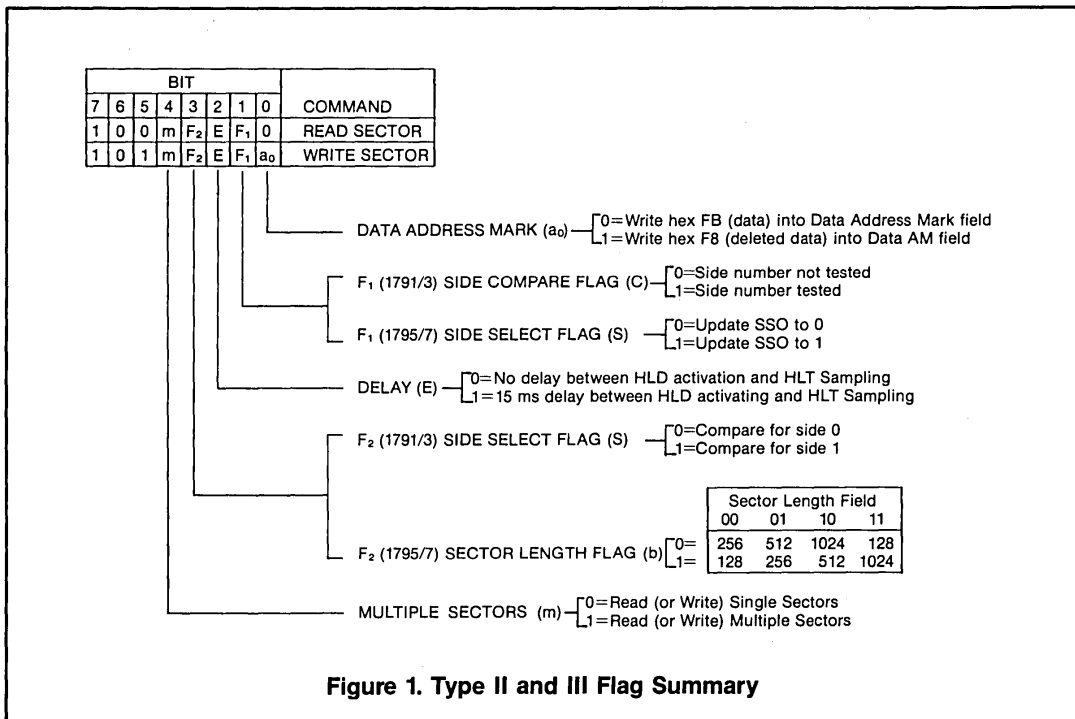 BIT
7 6 5 4 3 2 1 0 COMMAND
1 0 0 m F₂ E F₁ 0 READ SECTOR
1 0 1 m F₂ E F₁ a₀ WRITE SECTOR
DATA ADDRESS MARK (a₀) 0=Write hex FB (data) into Data Address Mark field
1=Write hex F8 (deleted data) into Data AM field
F₁ (1791/3) SIDE COMPARE FLAG (C) 0=Side number not tested
1=Side number tested
F₁ (1795/7) SIDE SELECT FLAG (S) 0=Update SSO to 0
1=Update SSO to 1
DELAY (E) 0=No delay between HLD activation and HLT Sampling
1=15 ms delay between HLD activating and HLT Sampling
F₂ (1791/3) SIDE SELECT FLAG (S) 0=Compare for side 0
1=Compare for side 1
Sector Length Field
00 01 10 11
F₂ (1795/7) SECTOR LENGTH FLAG (b) 0= 256 512 1024 128
1= 128 256 512 1024
MULTIPLE SECTORS (m) 0=Read (or Write) Single Sectors
1=Read (or Write) Multiple Sectors
Figure 1. Type II and III Flag Summary